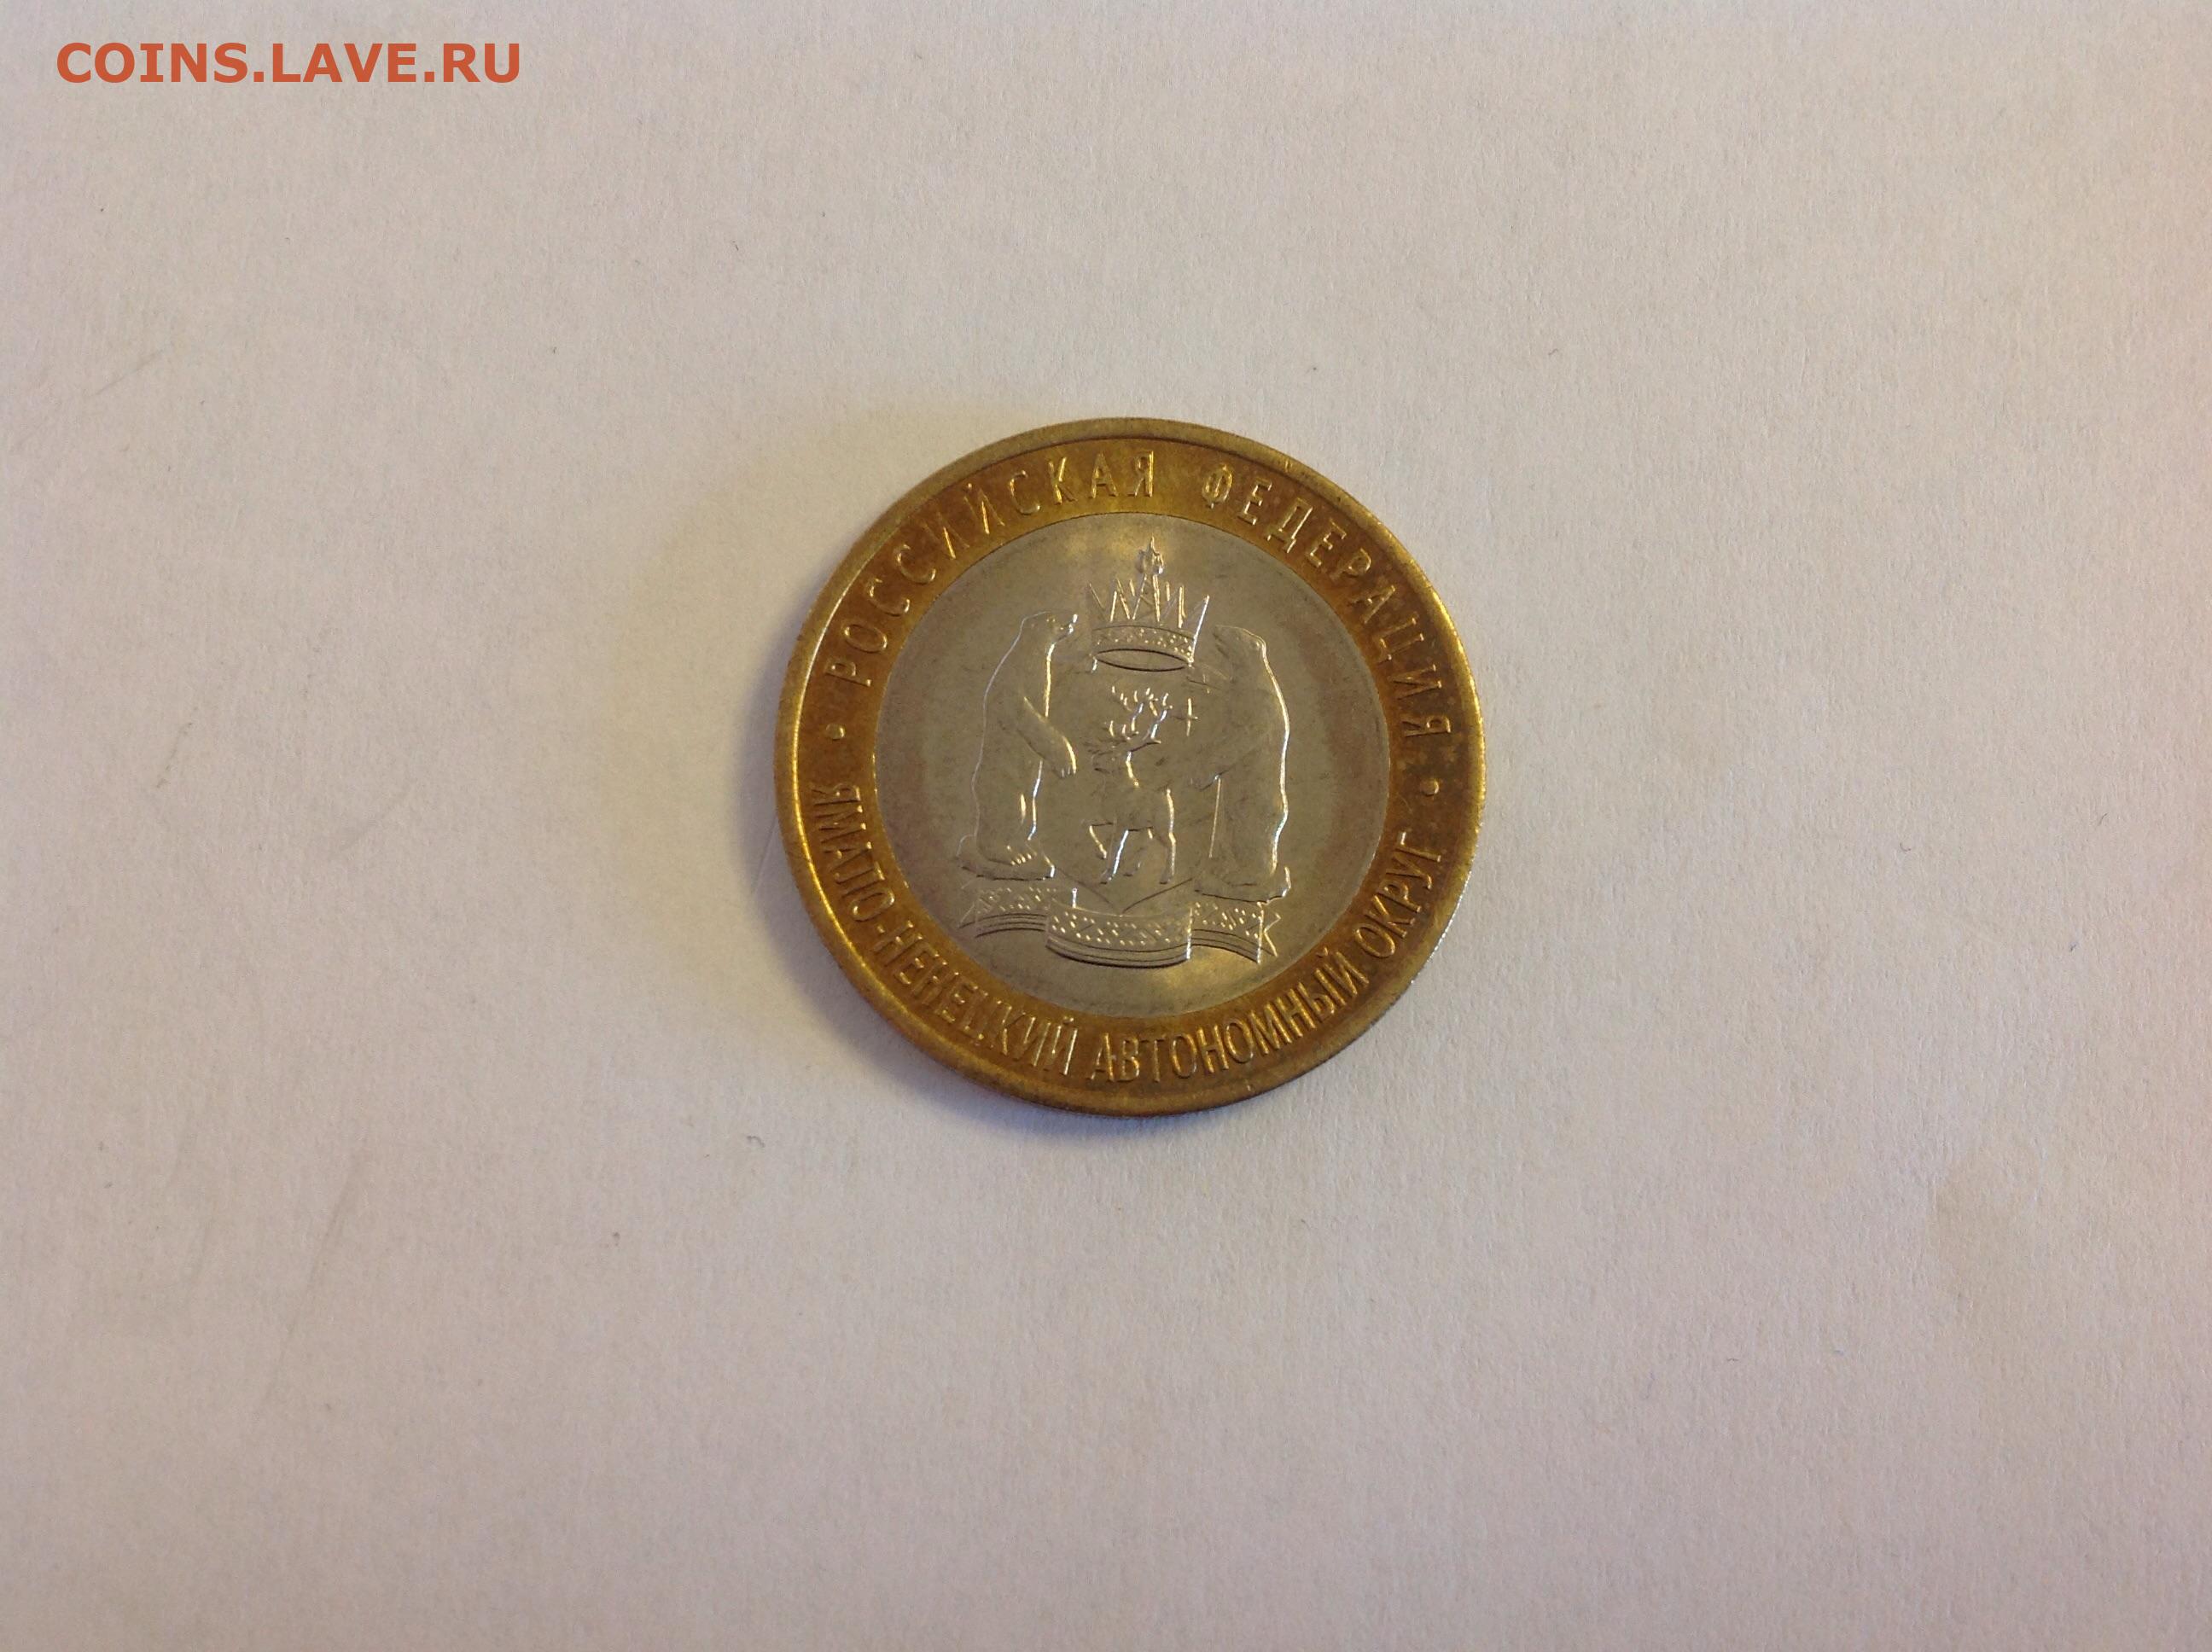 COINS.LAVE.RU
• РОССИЙСКАЯ ФЕДЕРАЦИЯ •
ЯМАЛО-НЕНЕЦКИЙ АВТОНОМНЫЙ ОКРУГ